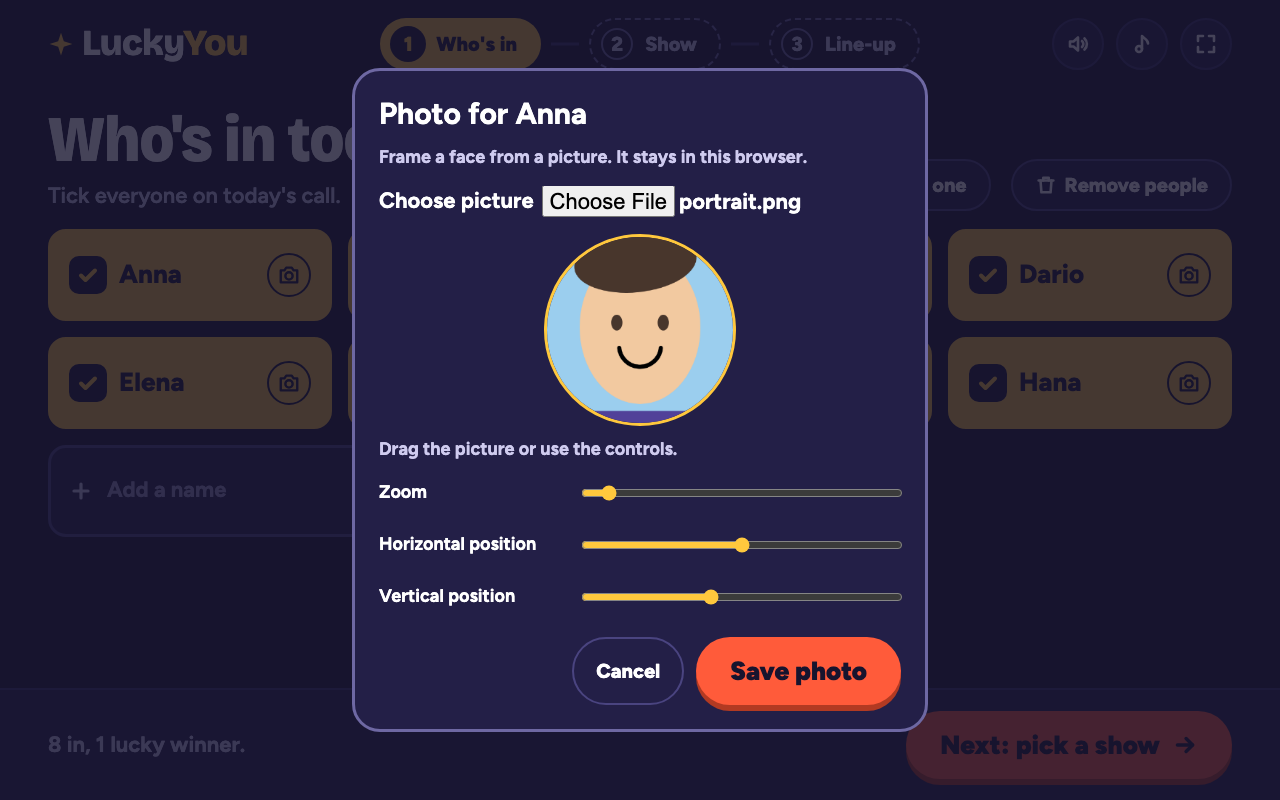 LuckyYou
1 Who's in
2 Show
3 Line-up
Photo for Anna
Who's in to
Frame a face from a picture. It stays in this browser.
Tick everyone on today's call.
one
Remove people
Choose picture Choose File portrait.png
Anna
Dario
Elena
Hana
Drag the picture or use the controls.
Add a name
Zoom
Horizontal position
Vertical position
Cancel
Save photo
8 in, 1 lucky winner.
Next: pick a show